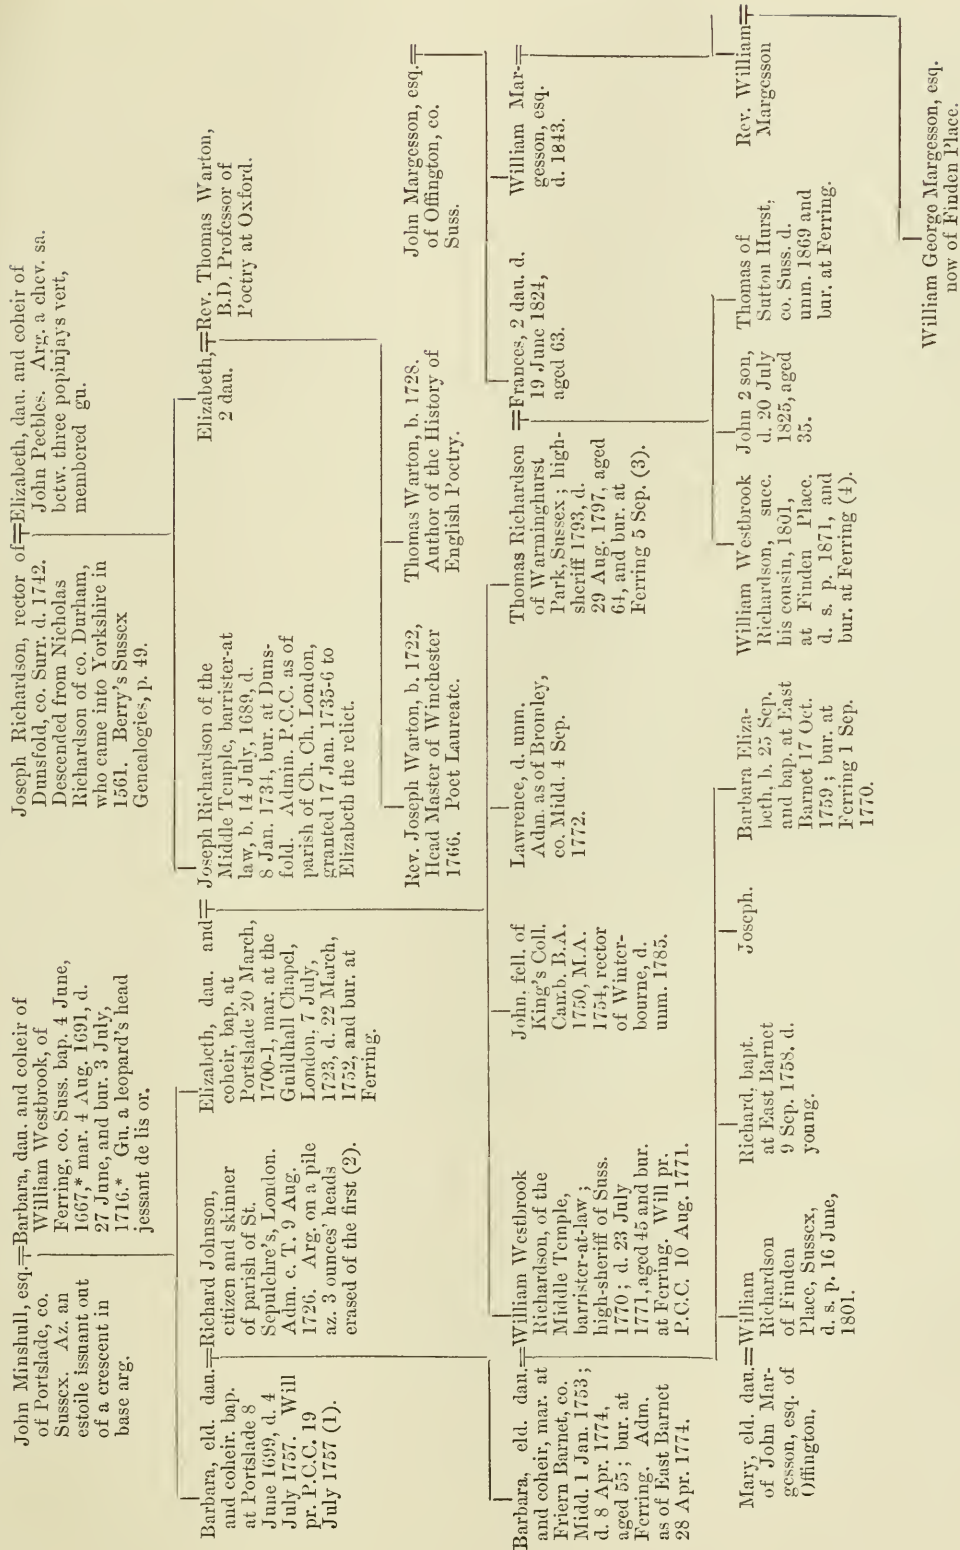 John Minshull, esq.=Barbara, dau. and coheir of
of Portslade, co.
Sussex. Az. an
estoile issuant out
of a crescent in
base arg.
William Westbrook, of
Ferring, co. Suss. bap. 4 June,
1667,* mar. 4 Aug. 1691, d.
27 June, and bur. 3 July,
1716.* Gu. a leopard's head
jessant de lis or.
Joseph Richardson, rector of=Elizabeth, dau. and coheir of
Dunsfold, co. Surr. d. 1742.
Descended from Nicholas
Richardson of co. Durham,
who came into Yorkshire in
1561. Berry's Sussex
Genealogies, p. 49.
John Peebles. Arg. a chev. sa.
betw. three popinjays vert,
membered gu.
Barbara, eld. dau.=Richard Johnson,
and coheir. bap.
at Portslade 8
June 1699, d. 4
July 1757. Will
pr. P.C.C. 19
July 1757 (1).
citizen and skinner
of parish of St.
Sepulchre's, London.
Adm. c. T. 9 Aug.
1726. Arg. on a pile
az. 3 ounces' heads
erased of the first (2).
Elizabeth, dau. and=
coheir, bap. at
Portslade 20 March,
1700-1, mar. at the
Guildhall Chapel,
London, 7 July,
1723, d. 22 March,
1752, and bur. at
Ferring.
Joseph Richardson of the
Middle Temple, barrister-at
law, b. 14 July, 1689, d.
8 Jan. 1734, bur. at Duns-
fold. Admin. P.C.C. as of
parish of Ch. Ch. London,
granted 17 Jan. 1735-6 to
Elizabeth the relict.
Elizabeth,=Rev. Thomas Warton,
2 dau.
B.D. Professor of
Poetry at Oxford.
Rev. Joseph Warton, b. 1722,
Head Master of Winchester
1766. Poet Laureate.
Thomas Warton, b. 1728.
Author of the History of
English Poetry.
John Margesson, esq.=
of Offington, co.
Suss.
Barbara, eld. dau.=William Westbrook
and coheir, mar. at
Friern Barnet, co.
Midd. 1 Jan. 1753;
d. 8 Apr. 1774,
aged 55; bur. at
Ferring. Adm.
as of East Barnet
28 Apr. 1774.
Richardson, of the
Middle Temple,
barrister-at-law;
high-sheriff of Suss.
1770; d. 23 July
1771, aged 45 and bur.
at Ferring. Will pr.
P.C.C. 10 Aug. 1771.
John, fell. of
King's Coll.
Camb. B.A.
1750, M.A.
1754, rector
of Winter-
bourne, d.
unm. 1785.
Lawrence, d. unm.
Adm. as of Bromley,
co. Midd. 4 Sep.
1772.
Thomas Richardson =Frances, 2 dau. d.
of Warminghurst
Park, Sussex; high-
sheriff 1793, d.
29 Aug. 1797, aged
64, and bur. at
Ferring 5 Sep. (3).
19 June 1824,
aged 63.
William Mar-=
gesson, esq.
d. 1843.
Mary, eld. dau.=William
of John Mar-
gesson, esq. of
Offington.
Richardson
of Finden
Place, Sussex,
d. s. p. 16 June,
1801.
Richard, bapt.
at East Barnet
9 Sep. 1758. d.
young.
Joseph.
Barbara Eliza-
beth, b. 25 Sep.
and bap. at East
Barnet 17 Oct.
1759; bur. at
Ferring 1 Sep.
1770.
William Westbrook
Richardson, succ.
his cousin, 1801,
at Finden Place.
d. s. p. 1871, and
bur. at Ferring (4).
John 2 son,
d. 20 July
1825, aged
35.
Thomas of
Sutton Hurst,
co. Suss. d.
unm. 1869 and
bur. at Ferring.
Rev. William=
Margesson
William George Margesson, esq.
now of Finden Place.